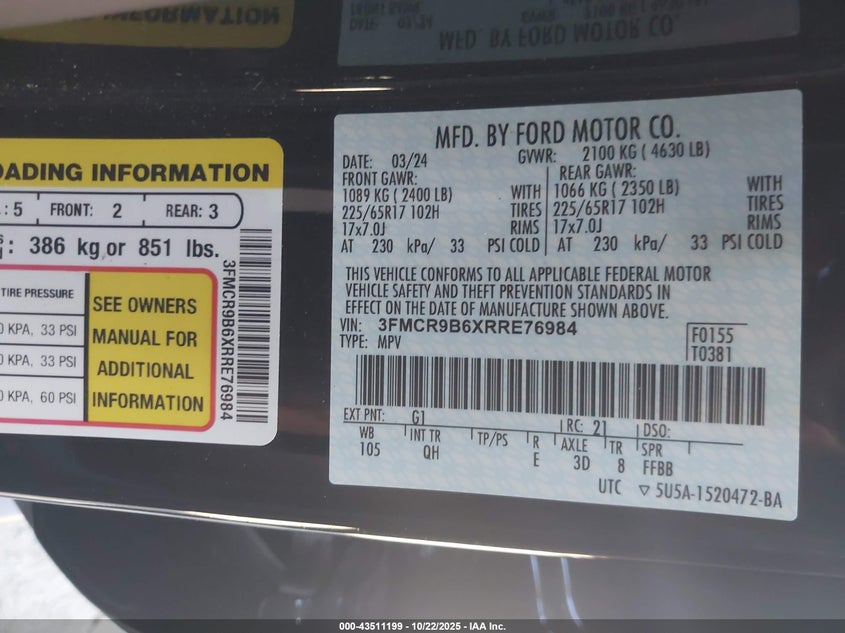 OADING INFORMATION
: 5 FRONT: 2 REAR: 3
: 386 kg or 851 lbs.
TIRE PRESSURE
0 KPA, 33 PSI
0 KPA, 33 PSI
0 KPA, 60 PSI
SEE OWNERS
MANUAL FOR
ADDITIONAL
INFORMATION
3FMCR9B6XRRE76984
MFD. BY FORD MOTOR CO.
DATE: 03/24 GVWR: 2100 KG ( 4630 LB)
FRONT GAWR: REAR GAWR:
1089 KG ( 2400 LB) WITH 1066 KG ( 2350 LB) WITH
225/65R17 102H TIRES 225/65R17 102H TIRES
17x7.0J RIMS 17x7.0J RIMS
AT 230 kPa/ 33 PSI COLD AT 230 kPa/ 33 PSI COLD
THIS VEHICLE CONFORMS TO ALL APPLICABLE FEDERAL MOTOR
VEHICLE SAFETY AND THEFT PREVENTION STANDARDS IN
EFFECT ON THE DATE OF MANUFACTURE SHOWN ABOVE.
VIN: 3FMCR9B6XRRE76984
TYPE: MPV
F0155
T0381
EXT PNT: G1 RC: 21 DSO:
WB INT TR TP/PS R AXLE TR SPR
105 QH E 3D 8 FFBB
UTC ▽ 5U5A-1520472-BA
000-43511199 - 10/22/2025 - IAA Inc.